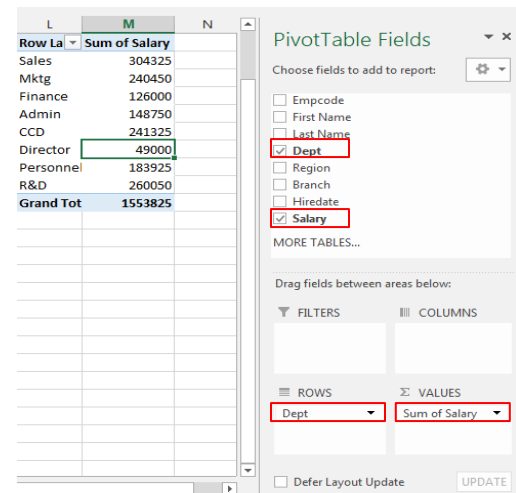 L M N
Row La Sum of Salary
Sales 304325
Mktg 240450
Finance 126000
Admin 148750
CCD 241325
Director 49000
Personnel 183925
R&D 260050
Grand Tot 1553825
PivotTable Fields
Choose fields to add to report:
Empcode
First Name
Last Name
Dept
Region
Branch
Hiredate
Salary
MORE TABLES...
Drag fields between areas below:
FILTERS COLUMNS
ROWS Σ VALUES
Dept Sum of Salary
Defer Layout Update UPDATE